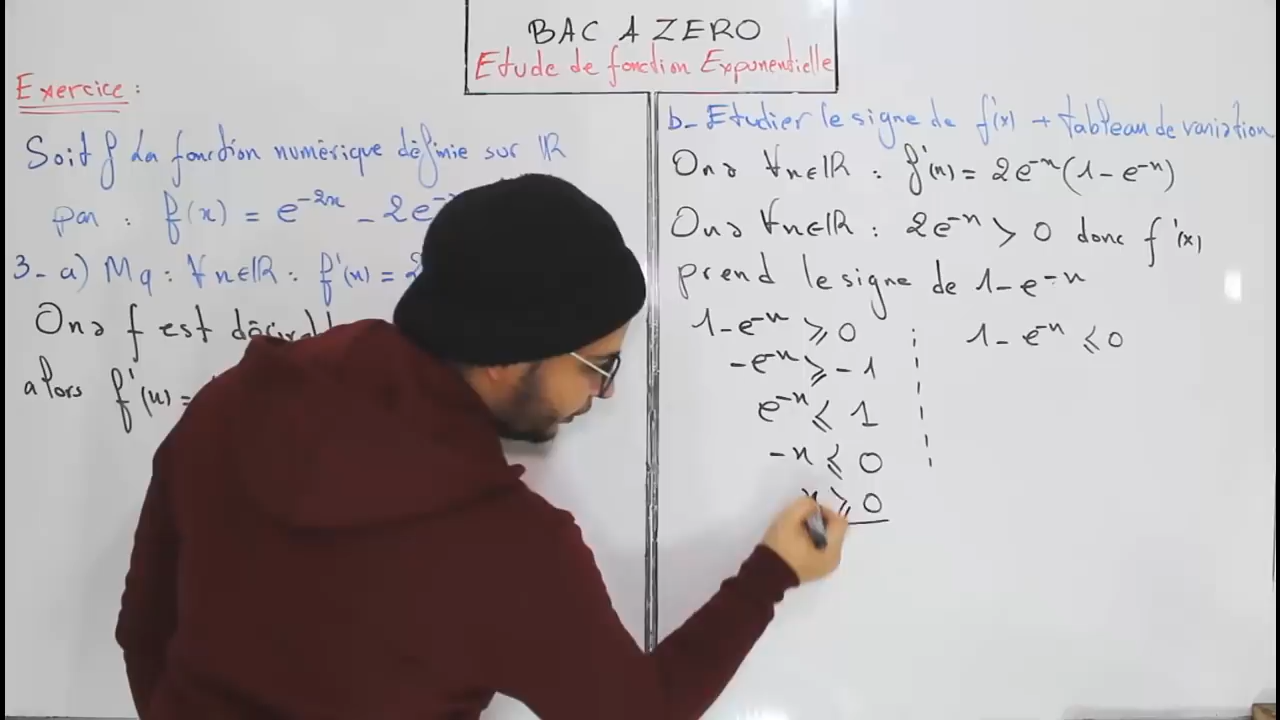 BAC A ZERO
Etude de fonction Exponentielle
Exercice :
Soit f la fonction numérique définie sur IR
par : f(x) = e^{-2x} - 2e^{-
3- a) Mq : ∀x∈IR : f'(x) = 2
On a f est dérivabl
alors f'(x) =
b- Etudier le signe de f'(x) + tableau de variation
On a ∀x∈IR : f'(x) = 2e^{-x}(1 - e^{-x})
On a ∀x∈IR : 2e^{-x} > 0 donc f'(x)
prend le signe de 1 - e^{-x}
1 - e^{-x} ⩾ 0
-e^{-x} ⩾ -1
e^{-x} ⩽ 1
-x ⩽ 0
x ⩾ 0
1 - e^{-x} ⩽ 0